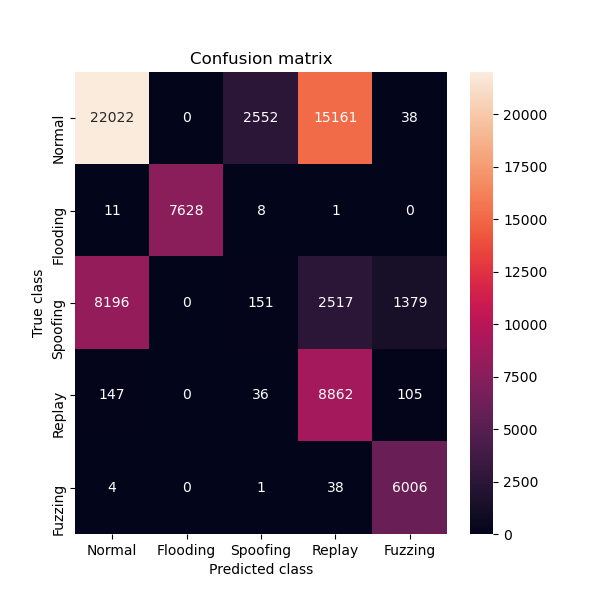 Confusion matrix
Normal 22022 0 2552 15161 38
Flooding 11 7628 8 1 0
Spoofing 8196 0 151 2517 1379
Replay 147 0 36 8862 105
Fuzzing 4 0 1 38 6006
True class
Normal Flooding Spoofing Replay Fuzzing
Predicted class
20000
17500
15000
12500
10000
7500
5000
2500
0